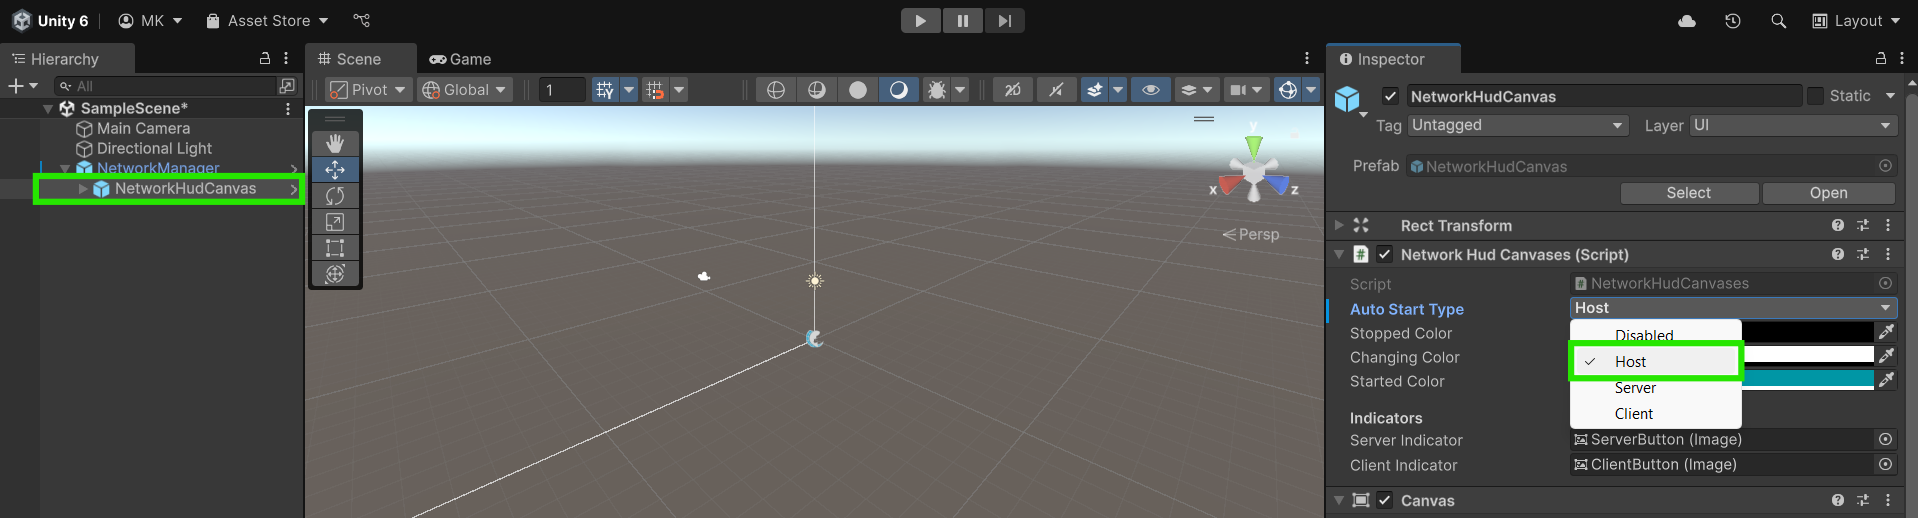 Unity 6 MK Asset Store Layout
Hierarchy
All
SampleScene*
Main Camera
Directional Light
NetworkManager
NetworkHudCanvas
Scene Game
Pivot Global 1 2D
y
x z
Persp
Inspector
NetworkHudCanvas Static
Tag Untagged Layer UI
Prefab NetworkHudCanvas
Select Open
Rect Transform
# Network Hud Canvases (Script)
Script # NetworkHudCanvases
Auto Start Type Host
Stopped Color
Changing Color
Started Color
Disabled
Host
Server
Client
Indicators
Server Indicator ServerButton (Image)
Client Indicator ClientButton (Image)
Canvas